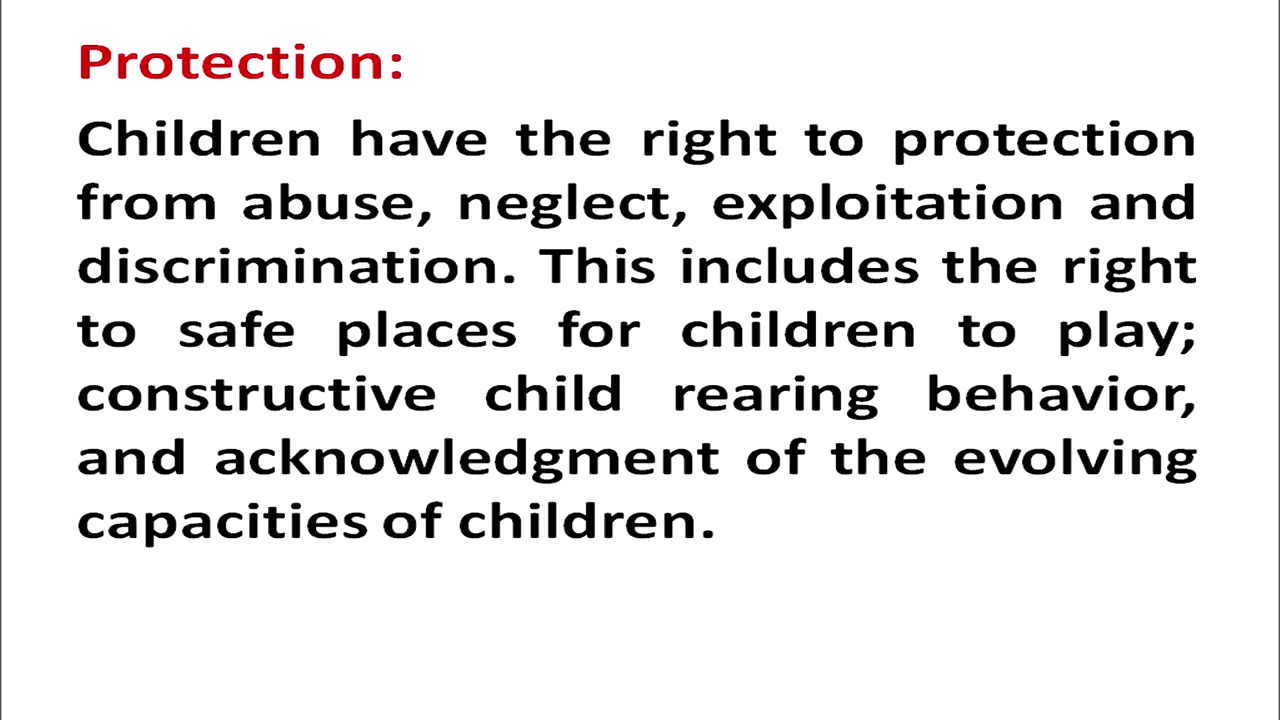 Protection:
Children have the right to protection
from abuse, neglect, exploitation and
discrimination. This includes the right
to safe places for children to play;
constructive child rearing behavior,
and acknowledgment of the evolving
capacities of children.